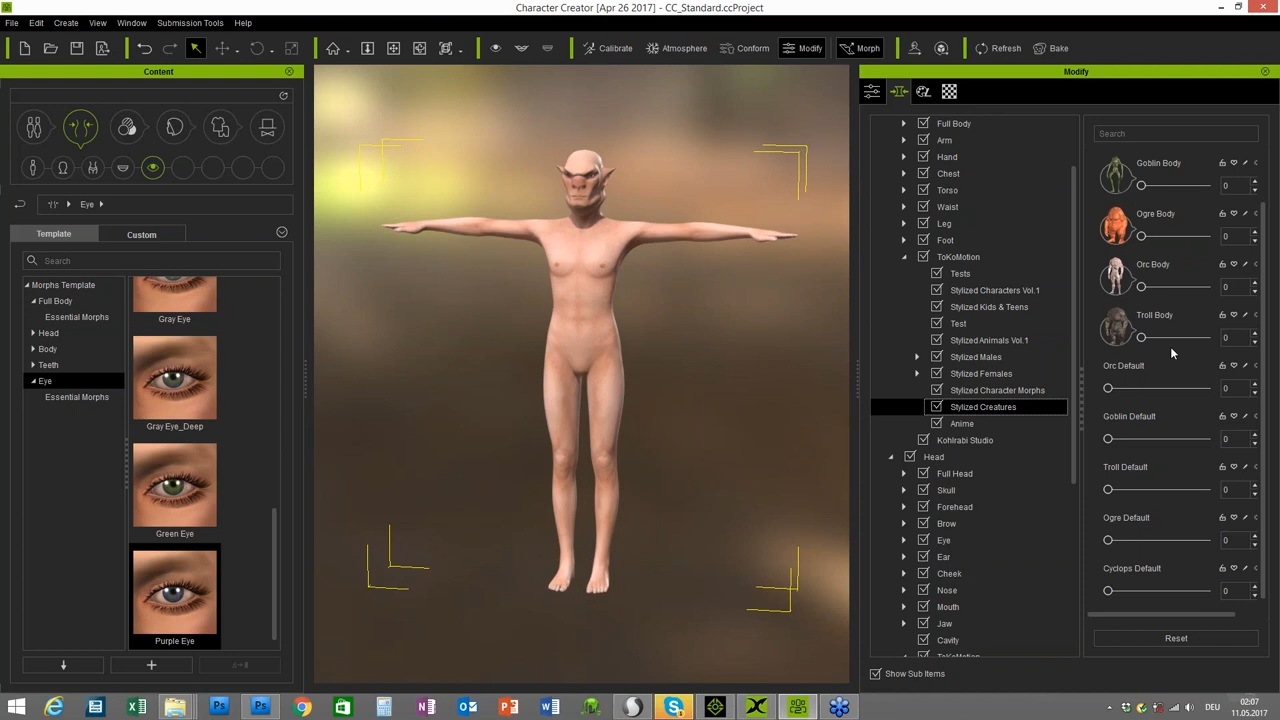 Character Creator [Apr 26 2017] - CC_Standard.ccProject
File Edit Create View Window Submission Tools Help
Calibrate Atmosphere Conform Modify Morph Refresh Bake
Content
Eye
Template Custom
Search
Morphs Template
Full Body
Essential Morphs
Head
Body
Teeth
Eye
Essential Morphs
Gray Eye
Gray Eye_Deep
Green Eye
Purple Eye
Modify
Full Body
Arm
Hand
Chest
Torso
Waist
Leg
Foot
ToKoMotion
Tests
Stylized Characters Vol.1
Stylized Kids & Teens
Test
Stylized Animals Vol.1
Stylized Males
Stylized Females
Stylized Character Morphs
Stylized Creatures
Anime
Kohlrabi Studio
Head
Full Head
Skull
Forehead
Brow
Eye
Ear
Cheek
Nose
Mouth
Jaw
Cavity
ToKoMotion
Show Sub Items
Search
Goblin Body
0
Ogre Body
0
Orc Body
0
Troll Body
0
Orc Default
0
Goblin Default
0
Troll Default
0
Ogre Default
0
Cyclops Default
0
Reset
DEU
02:07
11.05.2017